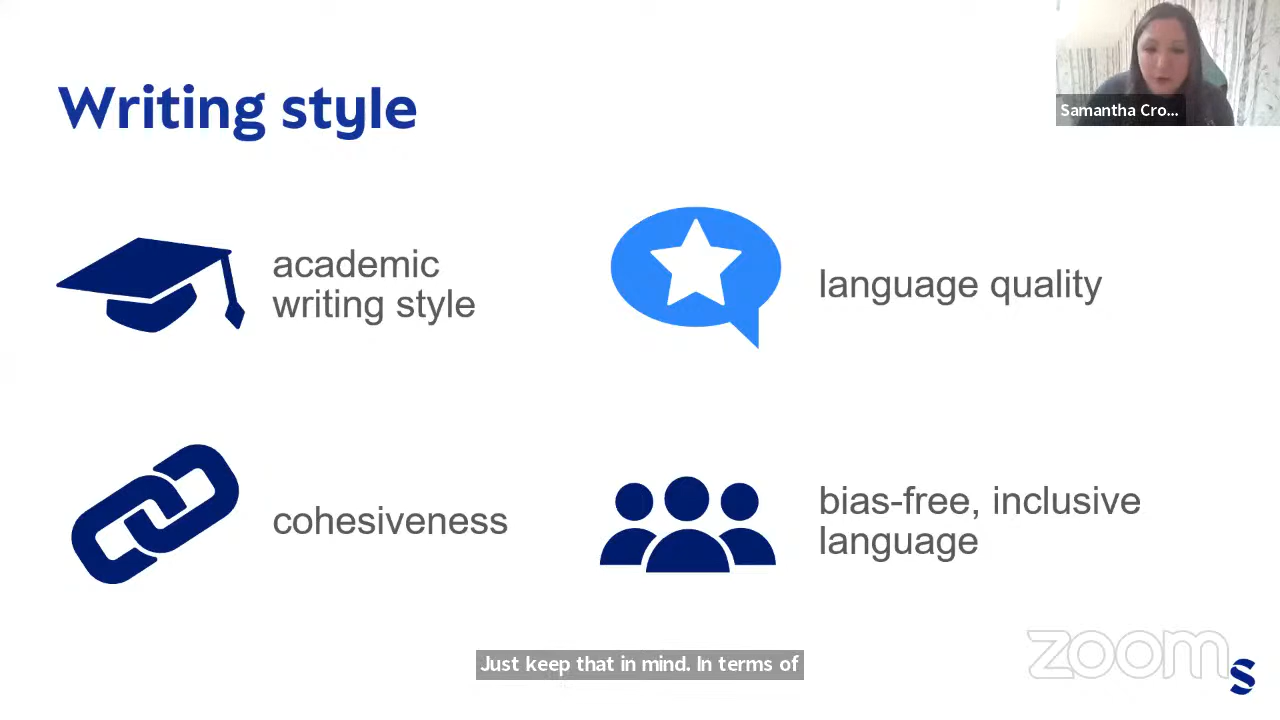 Writing style
Samantha Cro...
academic
writing style
language quality
cohesiveness
bias-free, inclusive
language
Just keep that in mind. In terms of
zoom
S